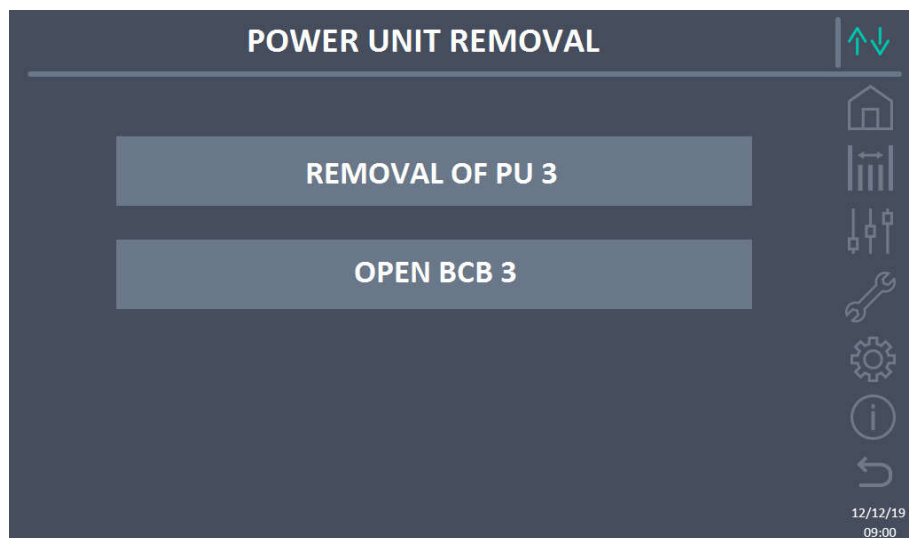 POWER UNIT REMOVAL
REMOVAL OF PU 3
OPEN BCB 3
12/12/19
09:00